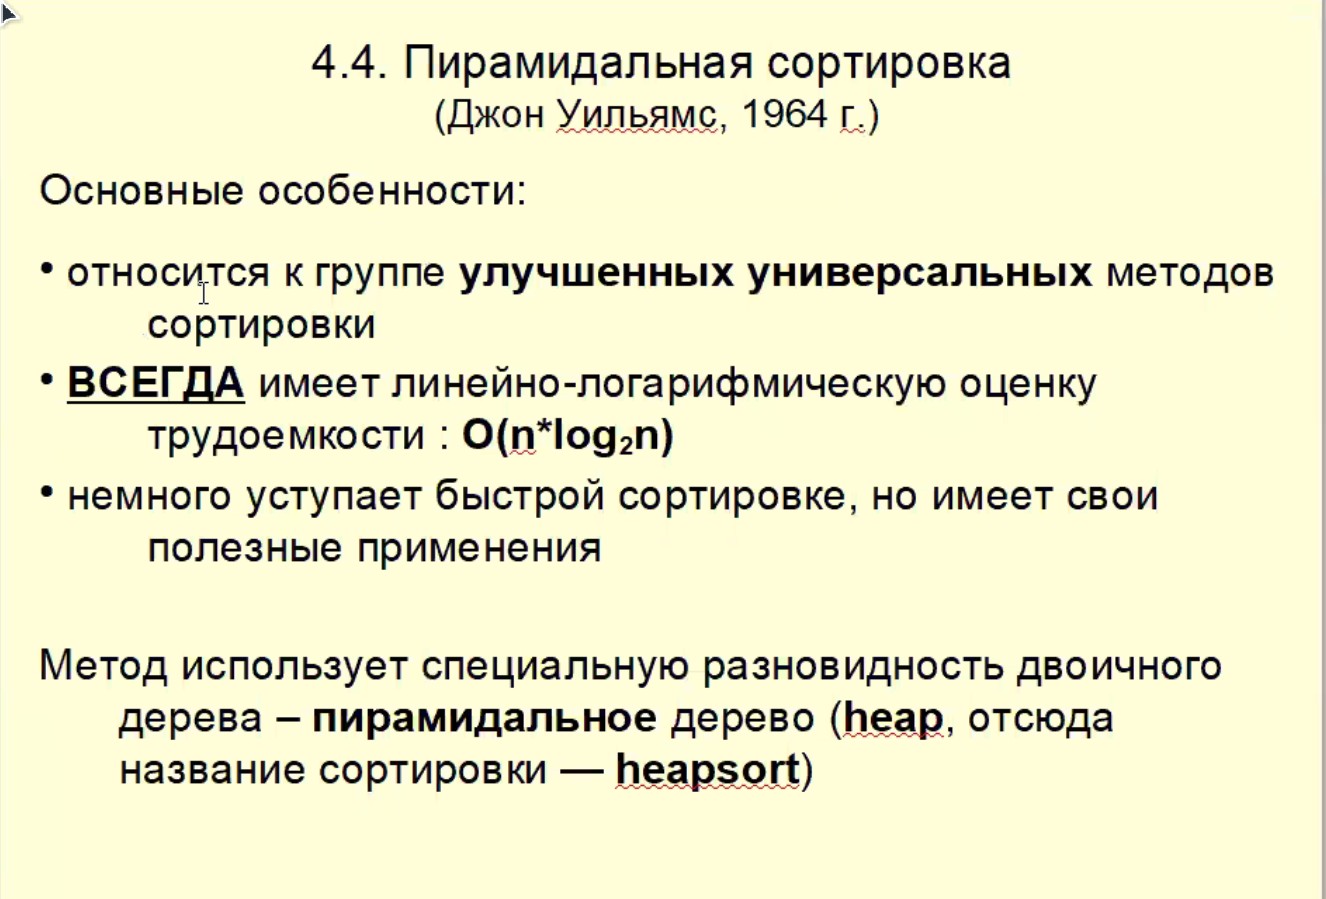 4.4. Пирамидальная сортировка
(Джон Уильямс, 1964 г.)
Основные особенности:
• относится к группе улучшенных универсальных методов
сортировки
• ВСЕГДА имеет линейно-логарифмическую оценку
трудоемкости : O(n*log₂n)
• немного уступает быстрой сортировке, но имеет свои
полезные применения
Метод использует специальную разновидность двоичного
дерева – пирамидальное дерево (heap, отсюда
название сортировки — heapsort)